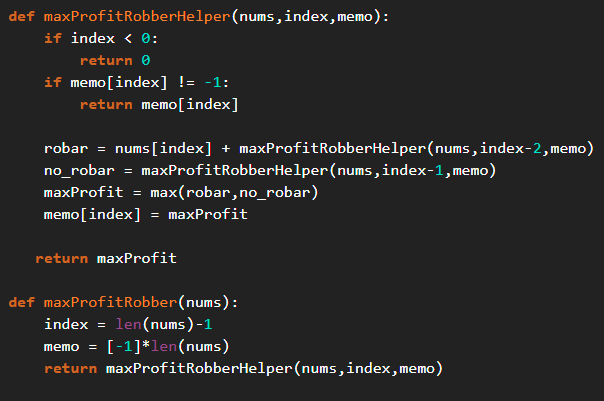 def maxProfitRobberHelper(nums,index,memo):
    if index < 0:
        return 0
    if memo[index] != -1:
        return memo[index]

    robar = nums[index] + maxProfitRobberHelper(nums,index-2,memo)
    no_robar = maxProfitRobberHelper(nums,index-1,memo)
    maxProfit = max(robar,no_robar)
    memo[index] = maxProfit

   return maxProfit

def maxProfitRobber(nums):
    index = len(nums)-1
    memo = [-1]*len(nums)
    return maxProfitRobberHelper(nums,index,memo)